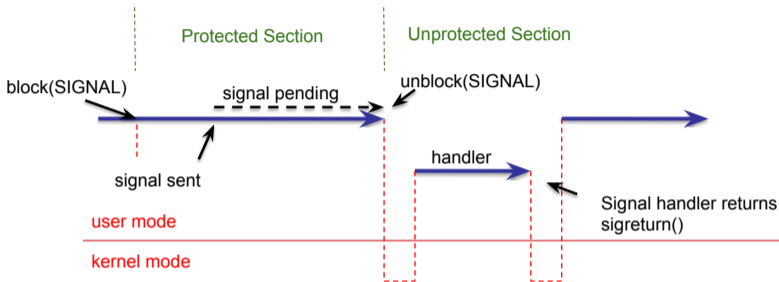 Protected Section
Unprotected Section
block(SIGNAL)
signal pending
unblock(SIGNAL)
signal sent
handler
Signal handler returns
sigreturn()
user mode
kernel mode